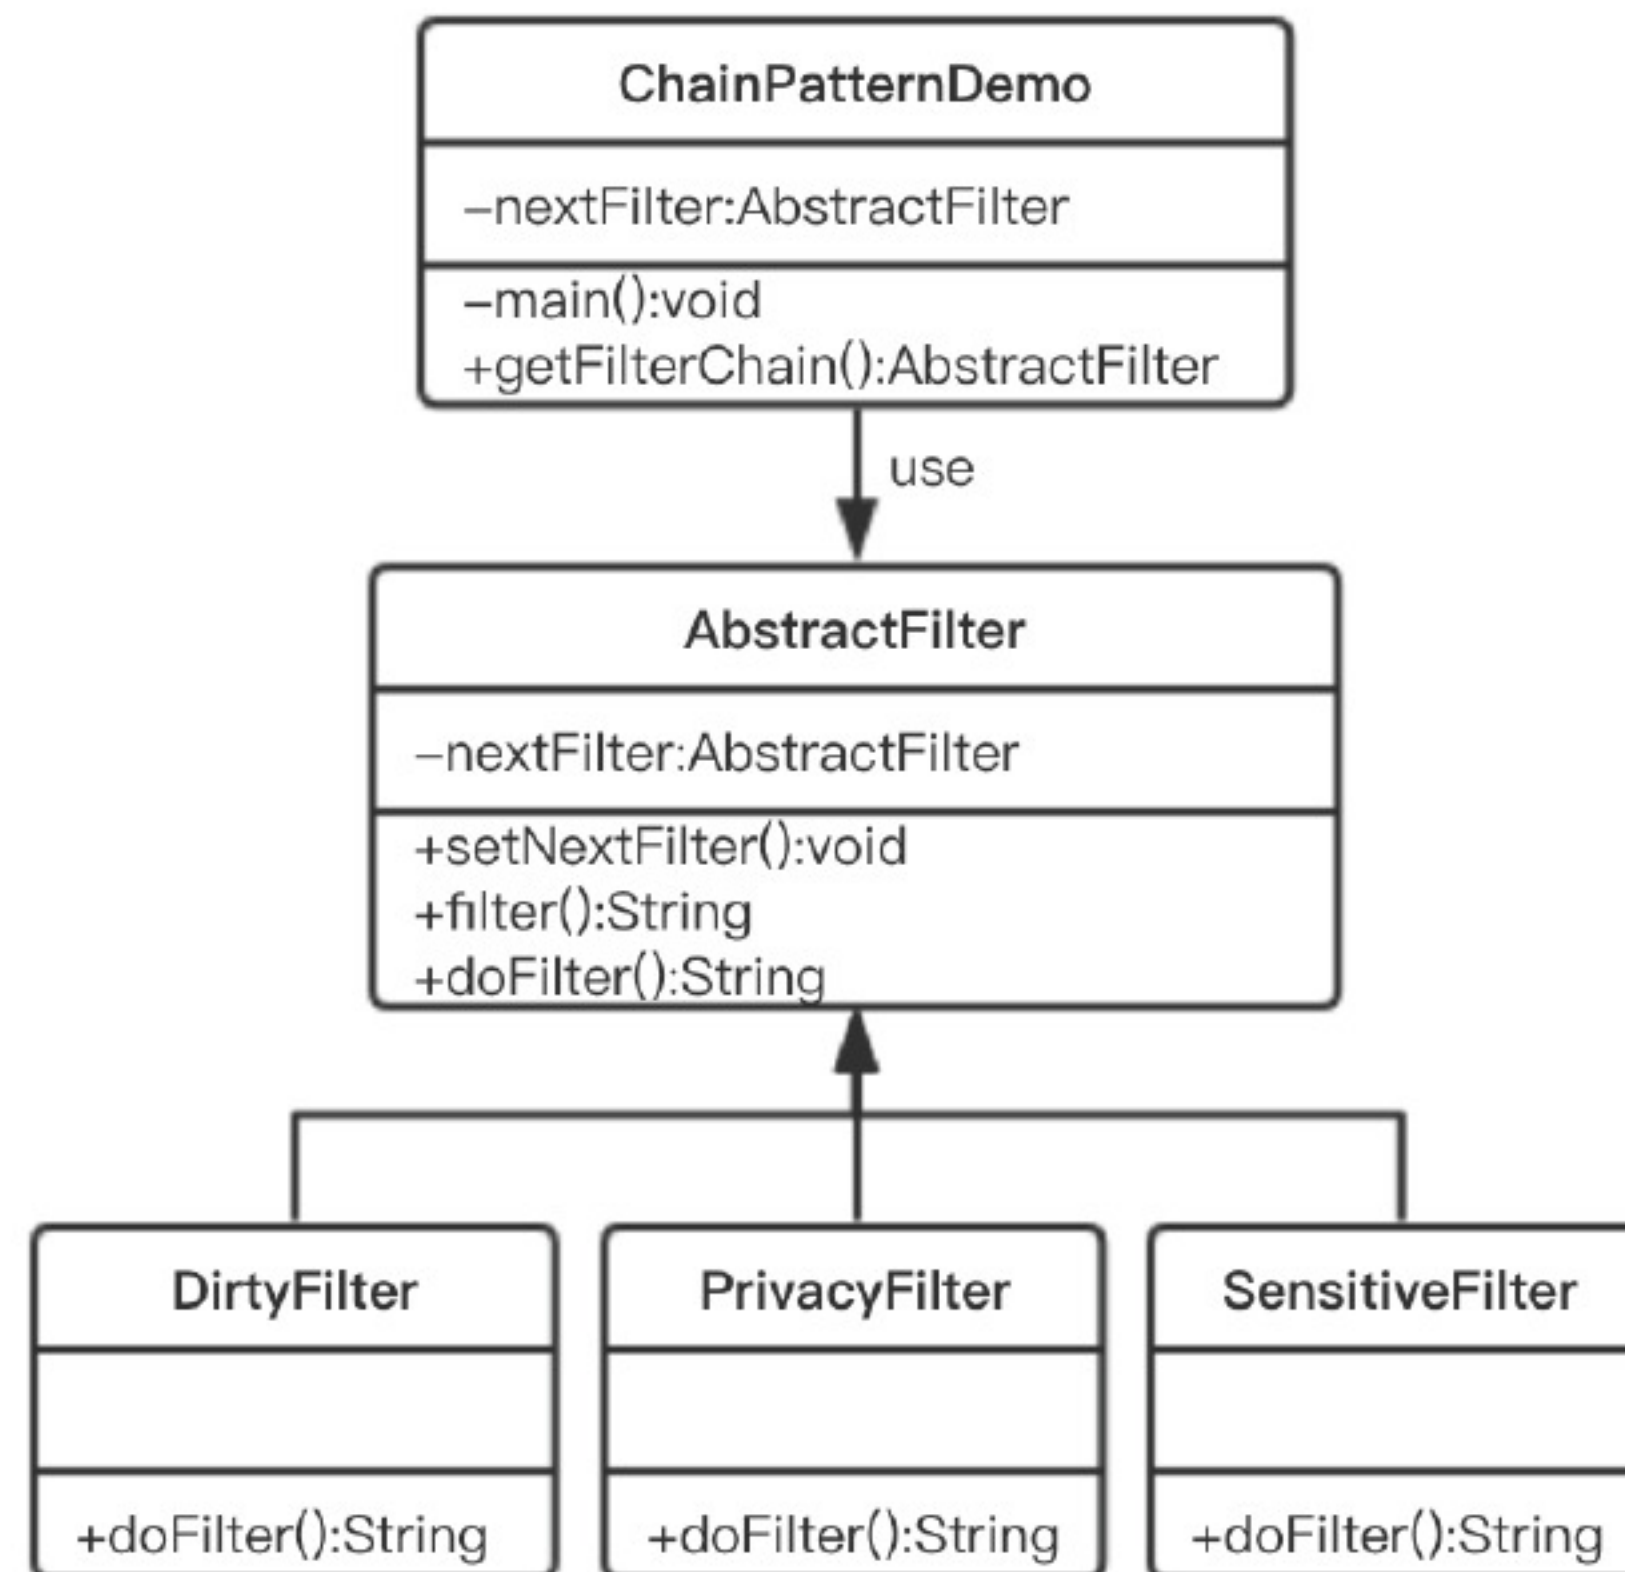 ChainPatternDemo
–nextFilter:AbstractFilter
–main():void
+getFilterChain():AbstractFilter
use
AbstractFilter
–nextFilter:AbstractFilter
+setNextFilter():void
+filter():String
+doFilter():String
DirtyFilter
PrivacyFilter
SensitiveFilter
+doFilter():String
+doFilter():String
+doFilter():String